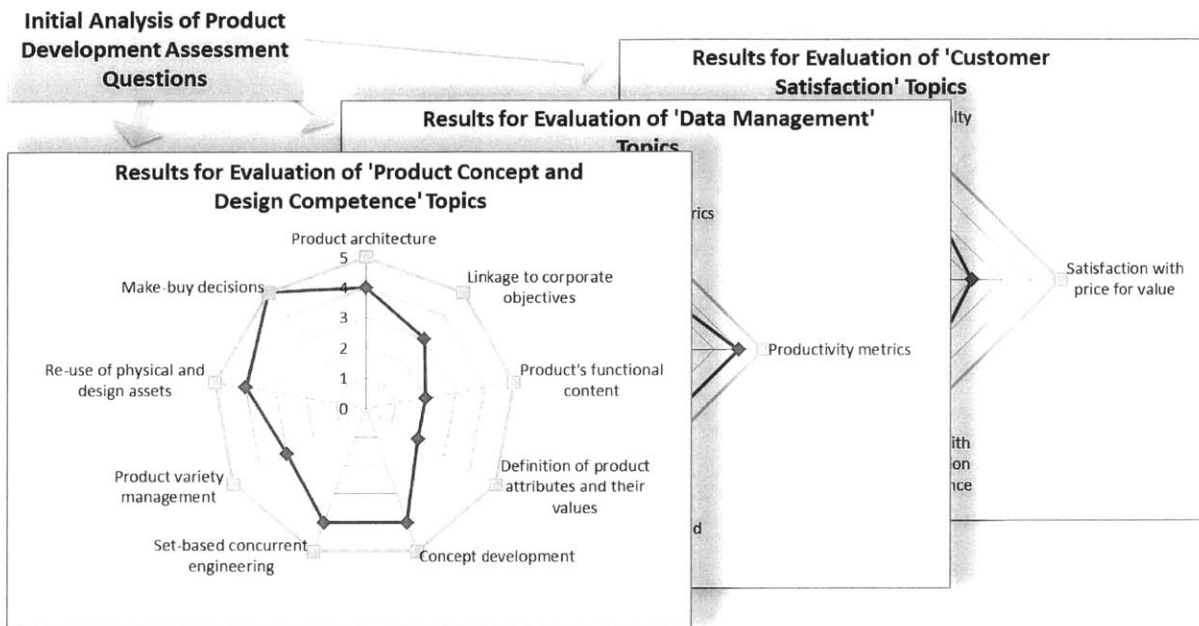 Initial Analysis of Product
Development Assessment
Questions
Results for Evaluation of 'Customer
Satisfaction' Topics
Satisfaction with
price for value
Results for Evaluation of 'Data Management'
Topics
Productivity metrics
Results for Evaluation of 'Product Concept and
Design Competence' Topics
Product architecture
Linkage to corporate
objectives
Product's functional
content
Definition of product
attributes and their
values
Concept development
Set-based concurrent
engineering
Product variety
management
Re-use of physical and
design assets
Make-buy decisions
5
4
3
2
1
0